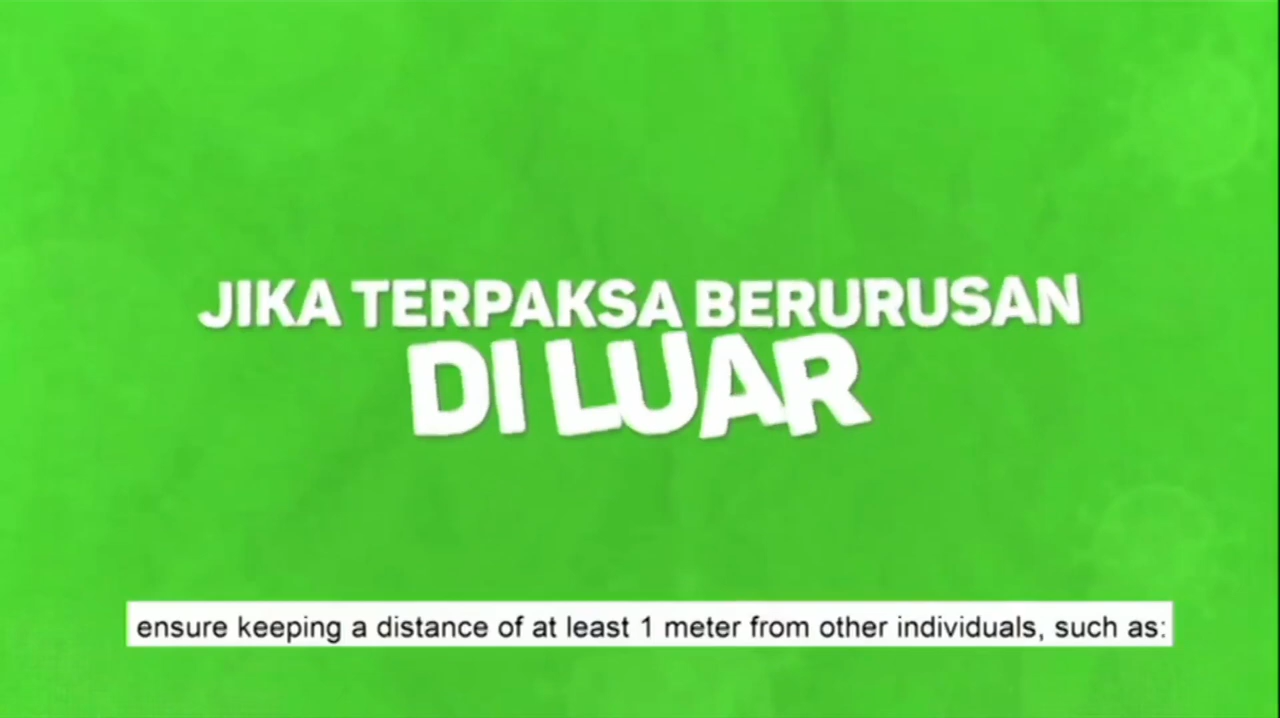 JIKA TERPAKSA BERURUSAN
DI LUAR
ensure keeping a distance of at least 1 meter from other individuals, such as: